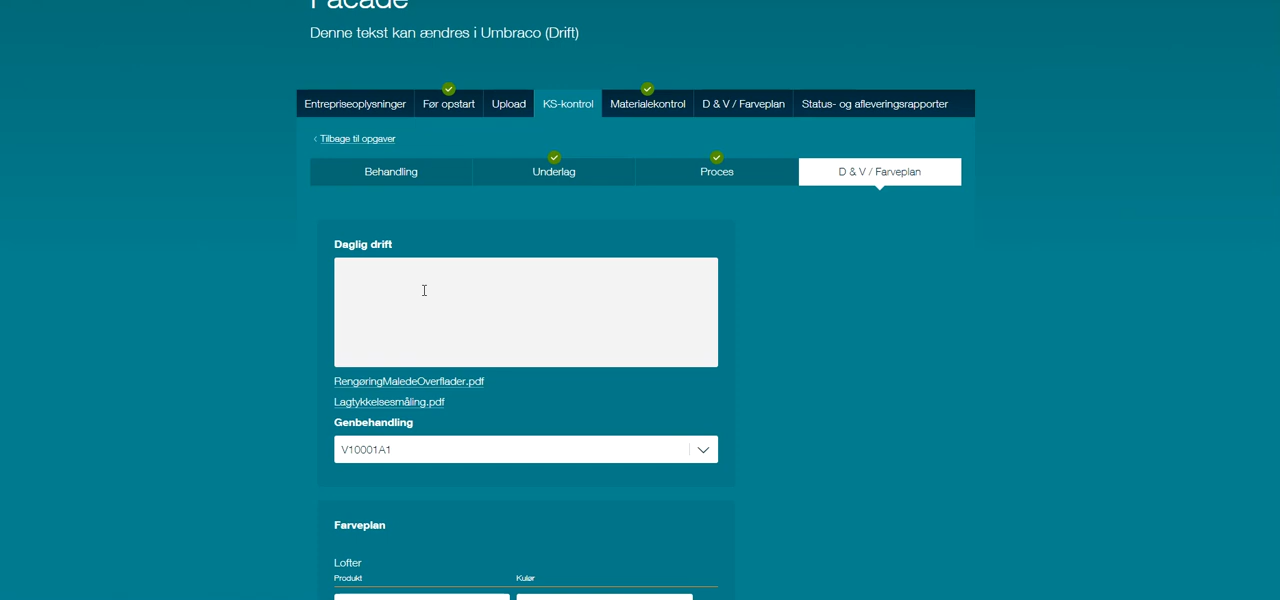 Facade
Denne tekst kan ændres i Umbraco (Drift)
Entrepriseoplysninger Før opstart Upload KS-kontrol Materialekontrol D & V / Farveplan Status- og afleveringsrapporter
‹ Tilbage til opgaver
Behandling Underlag Proces D & V / Farveplan
Daglig drift
RengøringMaledeOverflader.pdf
Lagtykkelsesmåling.pdf
Genbehandling
V10001A1
Farveplan
Lofter
Produkt Kulør